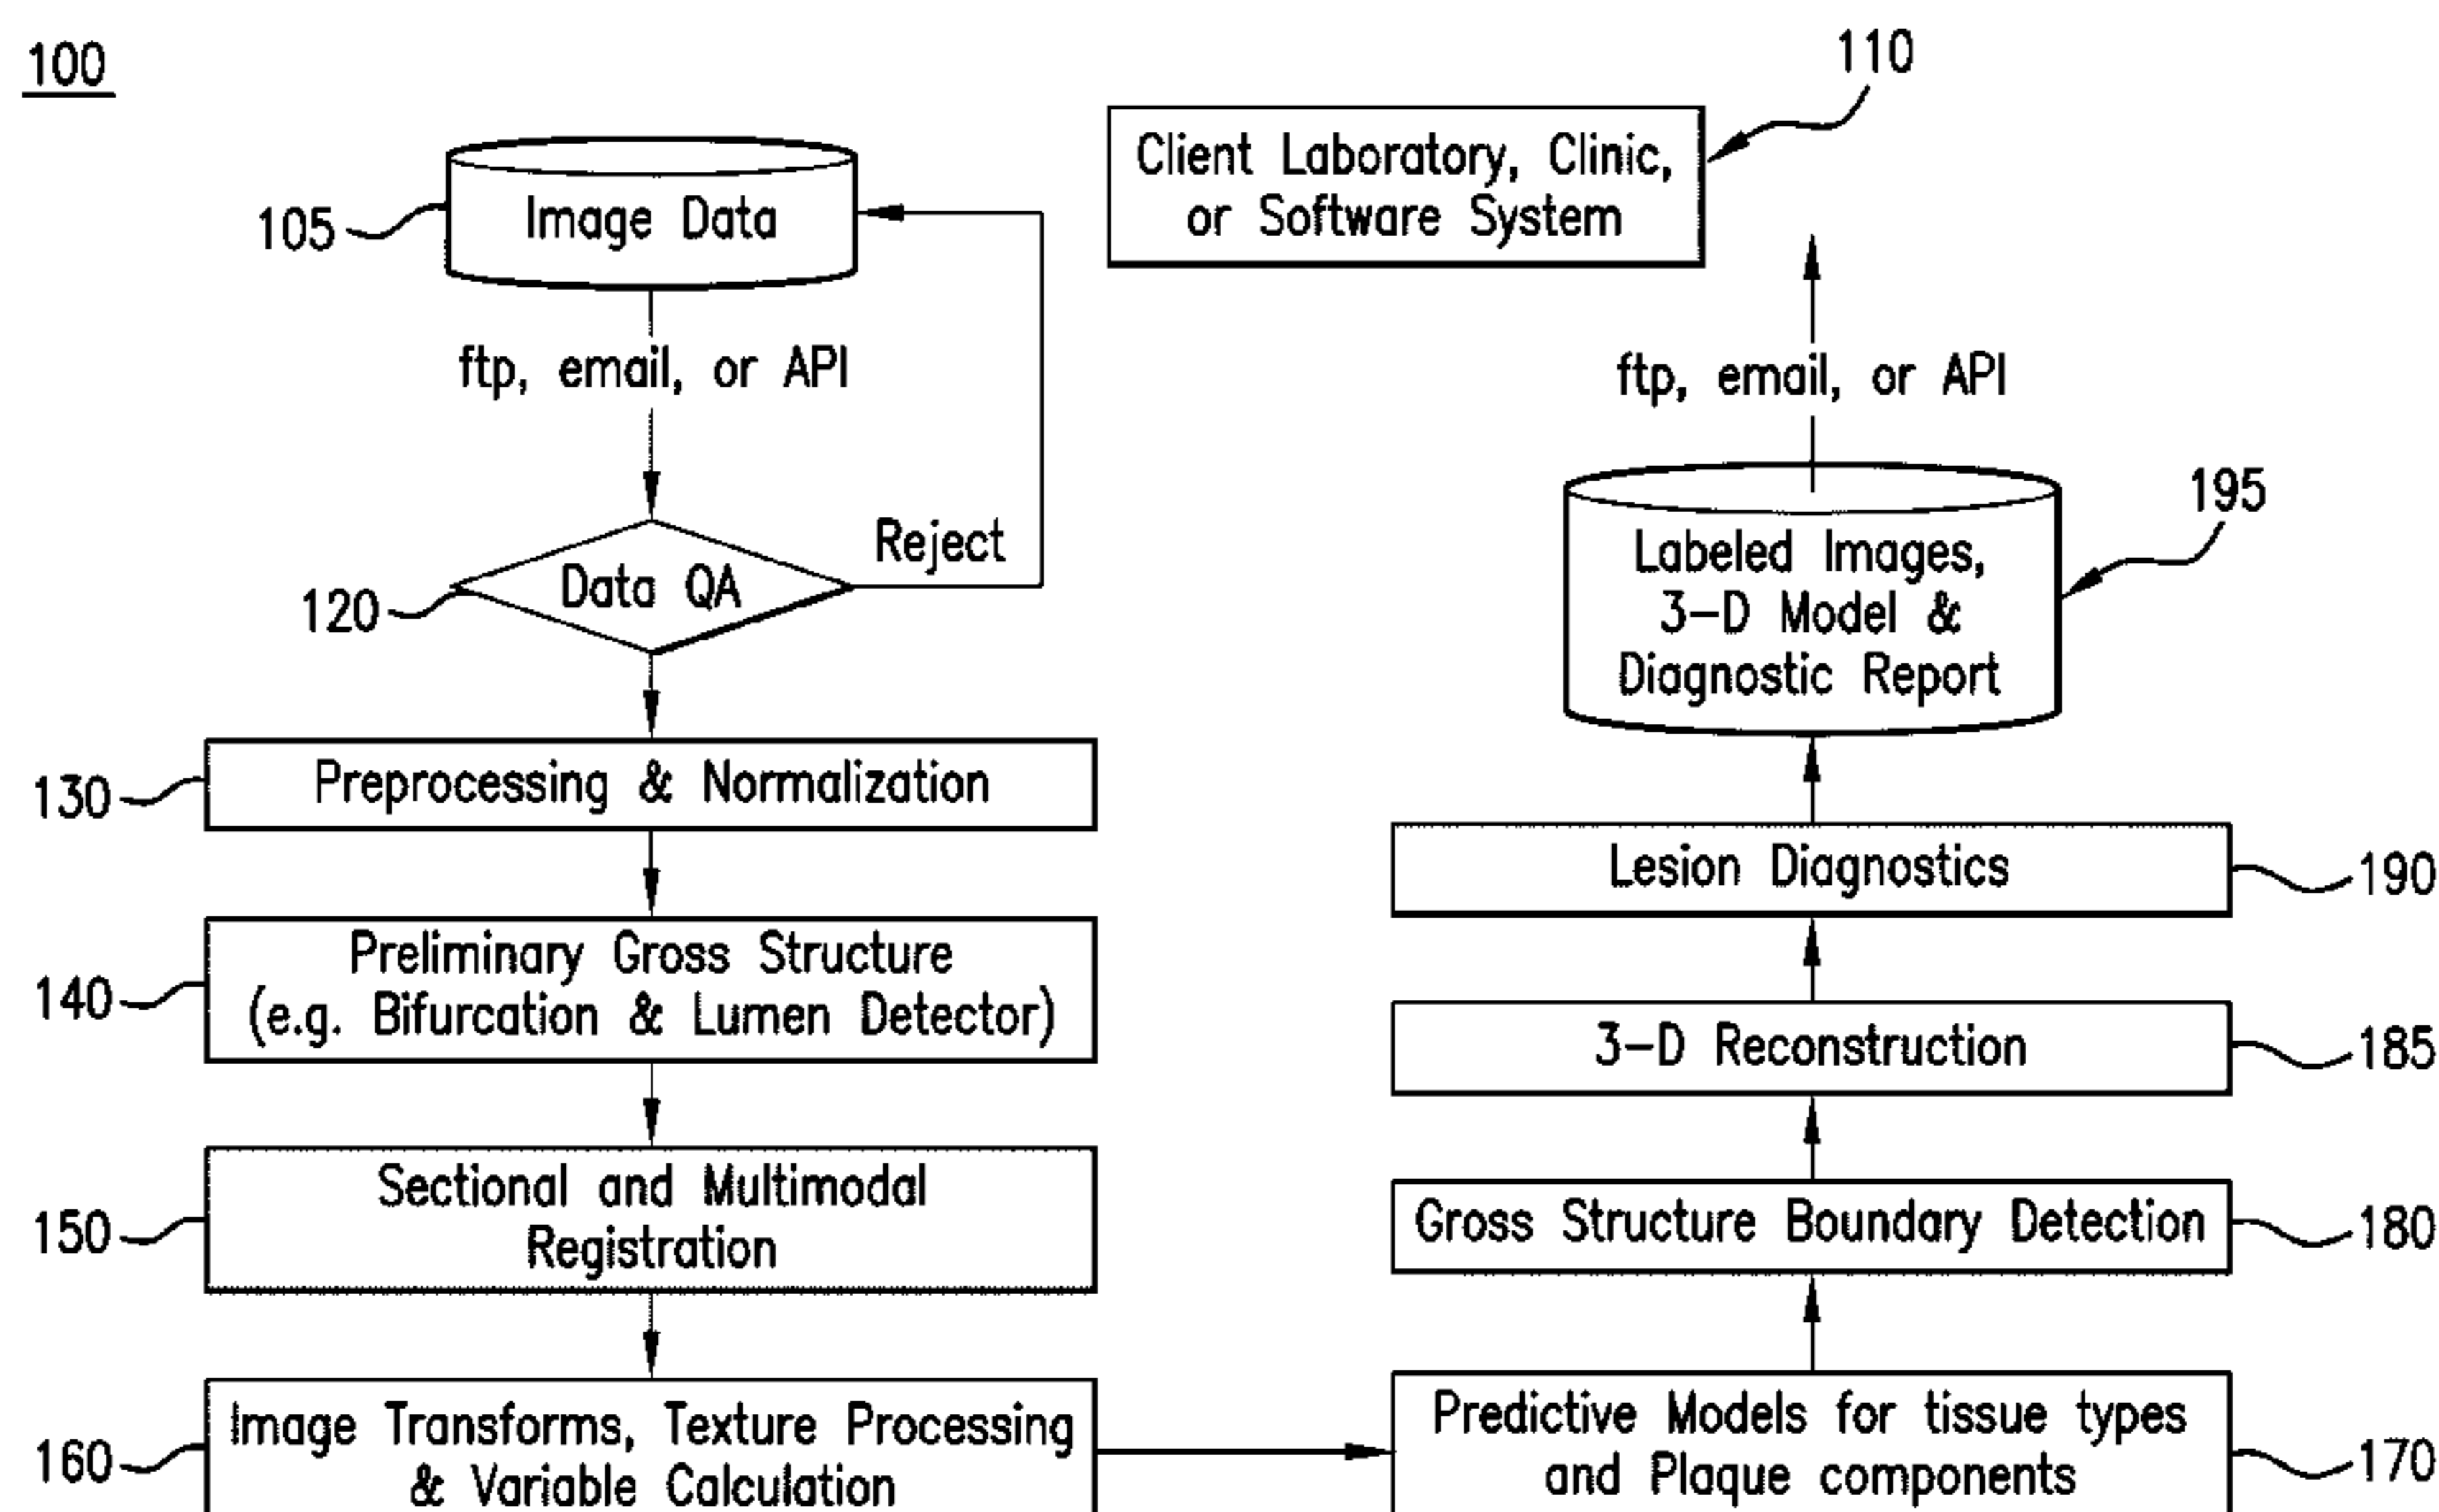 100
105
Image Data
ftp, email, or API
120
Data QA
Reject
130
Preprocessing & Normalization
140
Preliminary Gross Structure
(e.g. Bifurcation & Lumen Detector)
150
Sectional and Multimodal
Registration
160
Image Transforms, Texture Processing
& Variable Calculation
110
Client Laboratory, Clinic,
or Software System
ftp, email, or API
195
Labeled Images,
3-D Model &
Diagnostic Report
Lesion Diagnostics
190
3-D Reconstruction
185
Gross Structure Boundary Detection
180
Predictive Models for tissue types
and Plaque components
170